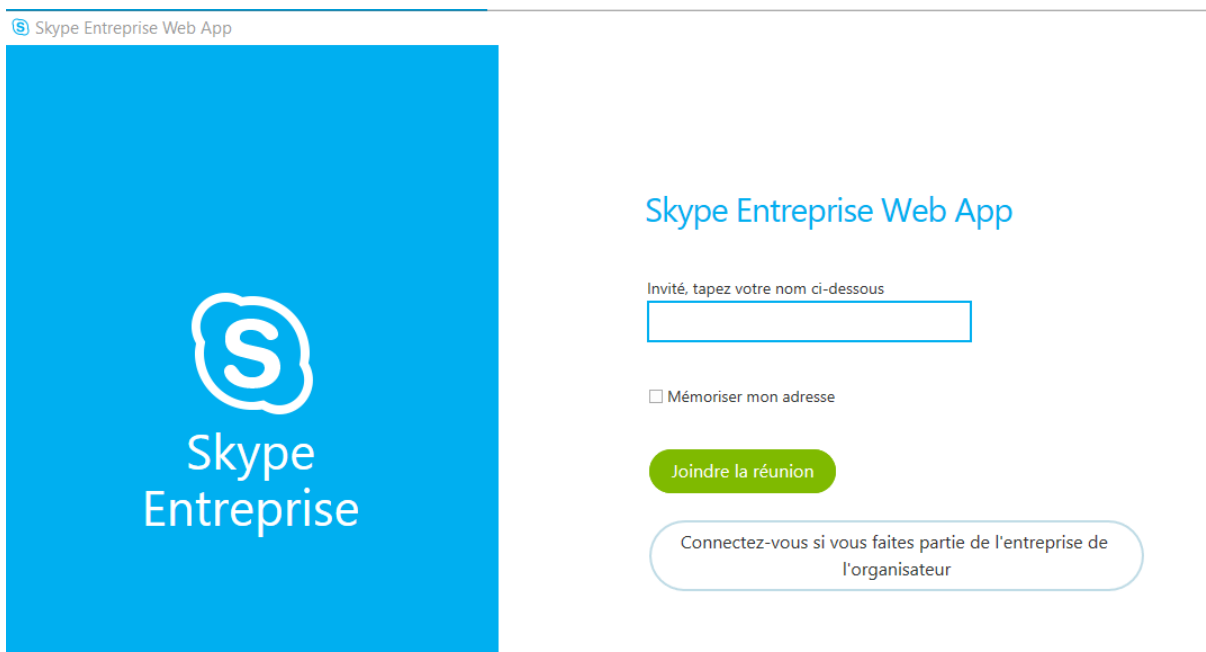 Skype Entreprise Web App
Skype
Entreprise
Skype Entreprise Web App
Invité, tapez votre nom ci-dessous
Mémoriser mon adresse
Joindre la réunion
Connectez-vous si vous faites partie de l'entreprise de
l'organisateur